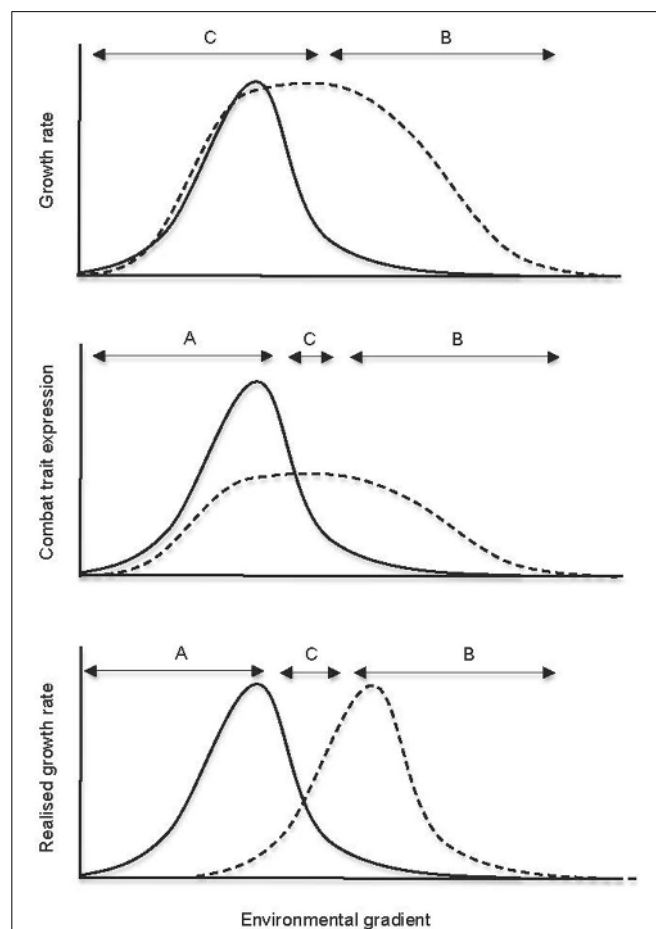 C B
Growth rate
A C B
Combat trait expression
A C B
Realised growth rate
Environmental gradient